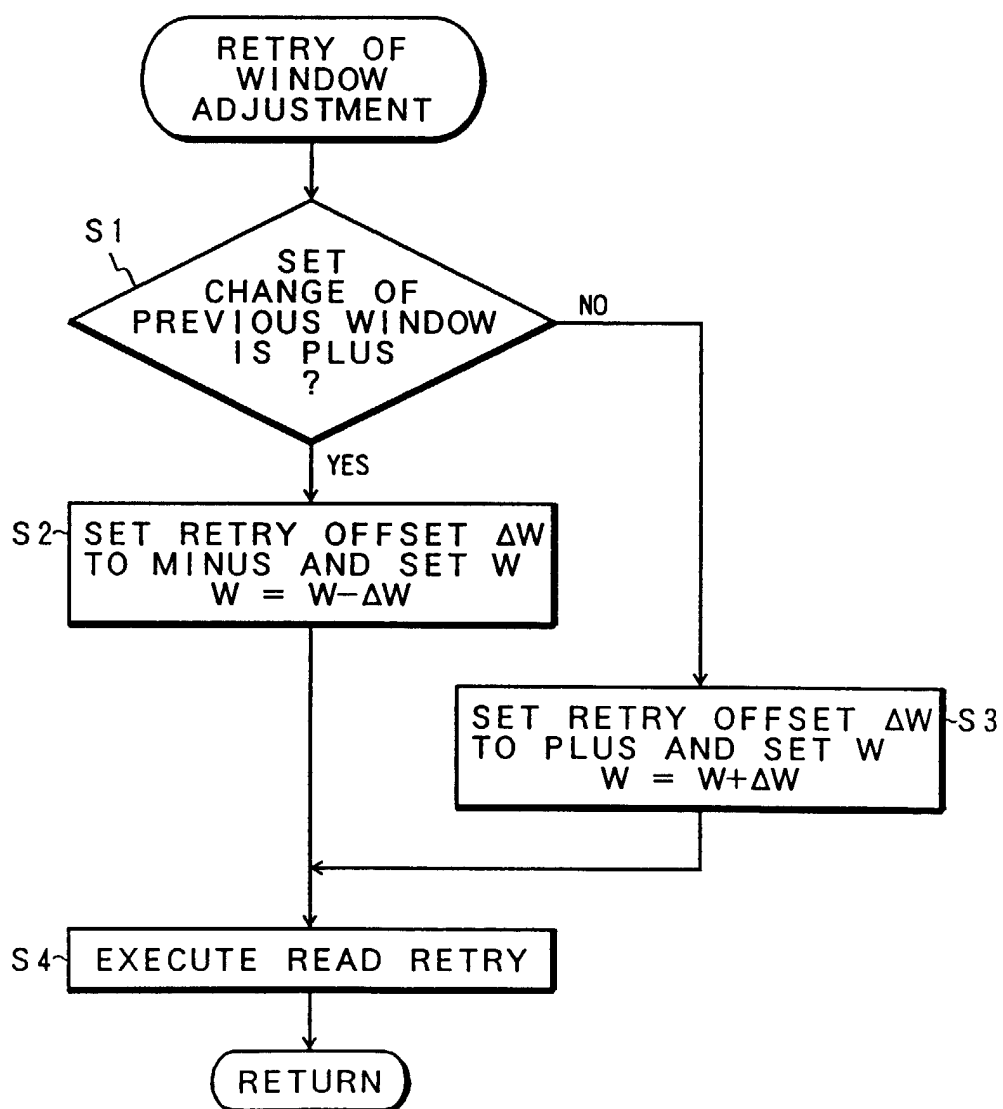 RETRY OF
WINDOW
ADJUSTMENT
S1
SET
CHANGE OF
PREVIOUS WINDOW
IS PLUS
?
NO
YES
S2
SET RETRY OFFSET ΔW
TO MINUS AND SET W
W = W-ΔW
SET RETRY OFFSET ΔW
TO PLUS AND SET W
W = W+ΔW
S3
S4
EXECUTE READ RETRY
RETURN